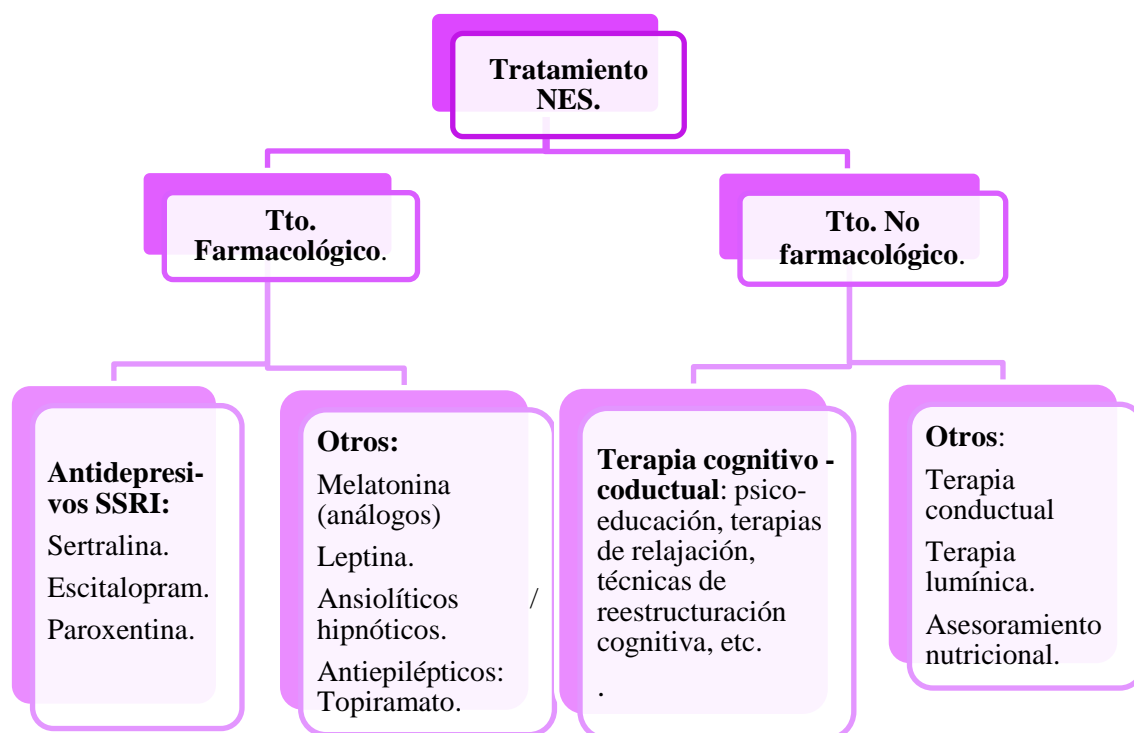 Tratamiento
NES.
Tto.
Farmacológico.
Tto. No
farmacológico.
Antidepresi-
vos SSRI:
Sertralina.
Escitalopram.
Paroxentina.
Otros:
Melatonina
(análogos)
Leptina.
Ansiolíticos /
hipnóticos.
Antiepilépticos:
Topiramato.
Terapia cognitivo -
coductual: psico-
educación, terapias
de relajación,
técnicas de
reestructuración
cognitiva, etc.
.
Otros:
Terapia
conductual
Terapia
lumínica.
Asesoramiento
nutricional.